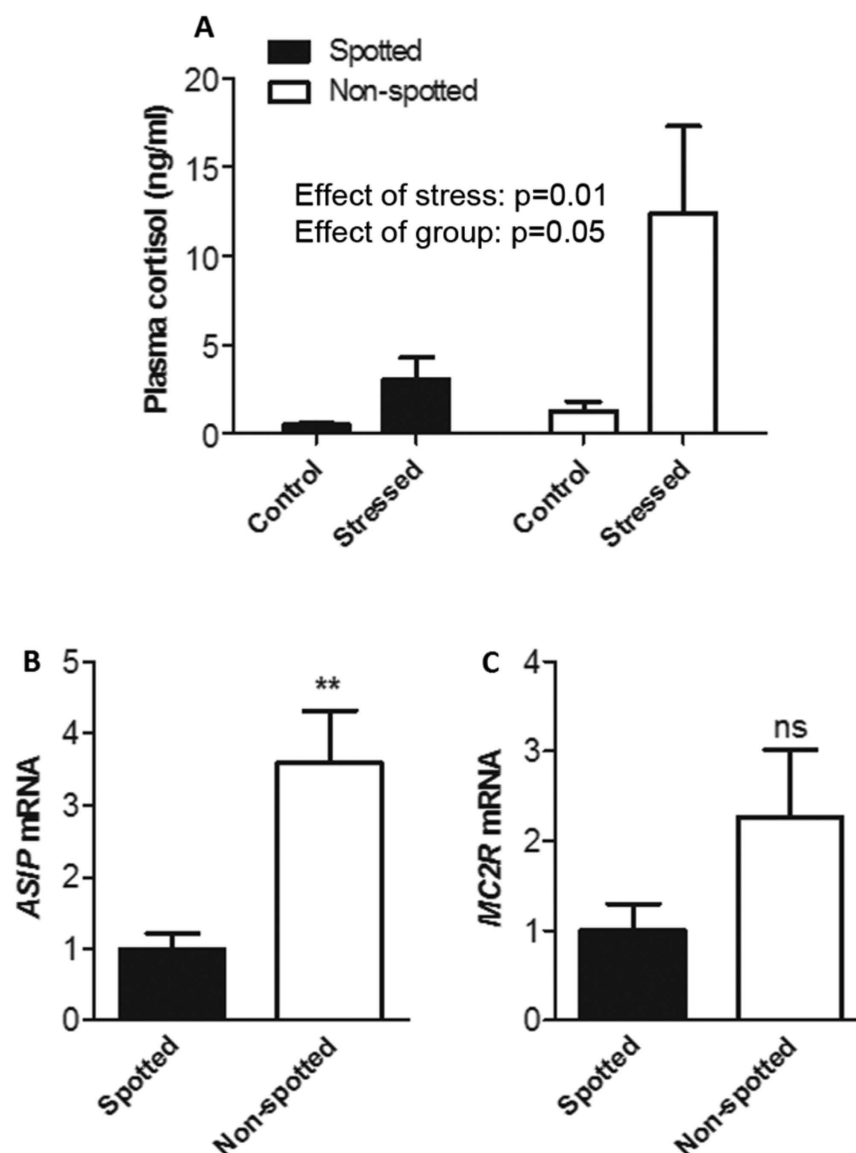 A
Spotted
Non-spotted
Plasma cortisol (ng/ml)
20
15
10
5
0
Effect of stress: p=0.01
Effect of group: p=0.05
Control
Stressed
Control
Stressed
B
ASIP mRNA
5
4
3
2
1
0
**
Spotted
Non-spotted
C
MC2R mRNA
4
3
2
1
0
ns
Spotted
Non-spotted